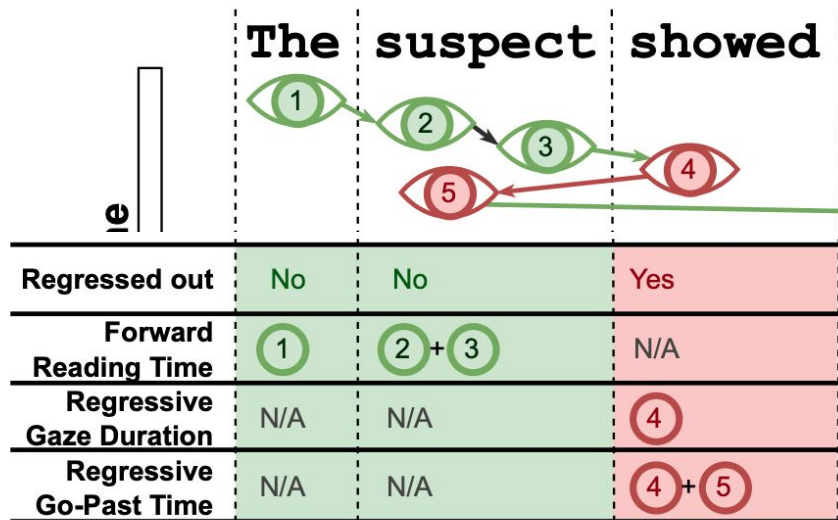 The suspect showed
1
2
3
4
5
Regressed out No No Yes
Forward
Reading Time 1 2+3 N/A
Regressive
Gaze Duration N/A N/A 4
Regressive
Go-Past Time N/A N/A 4+5